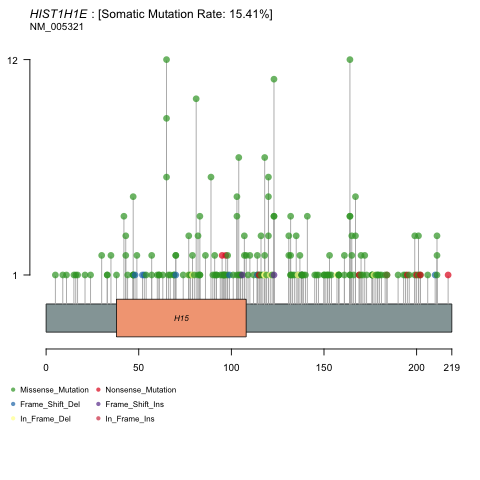 HIST1H1E : [Somatic Mutation Rate: 15.41%]
NM_005321
12
1
H15
0 50 100 150 200 219
Missense_Mutation Nonsense_Mutation
Frame_Shift_Del Frame_Shift_Ins
In_Frame_Del In_Frame_Ins